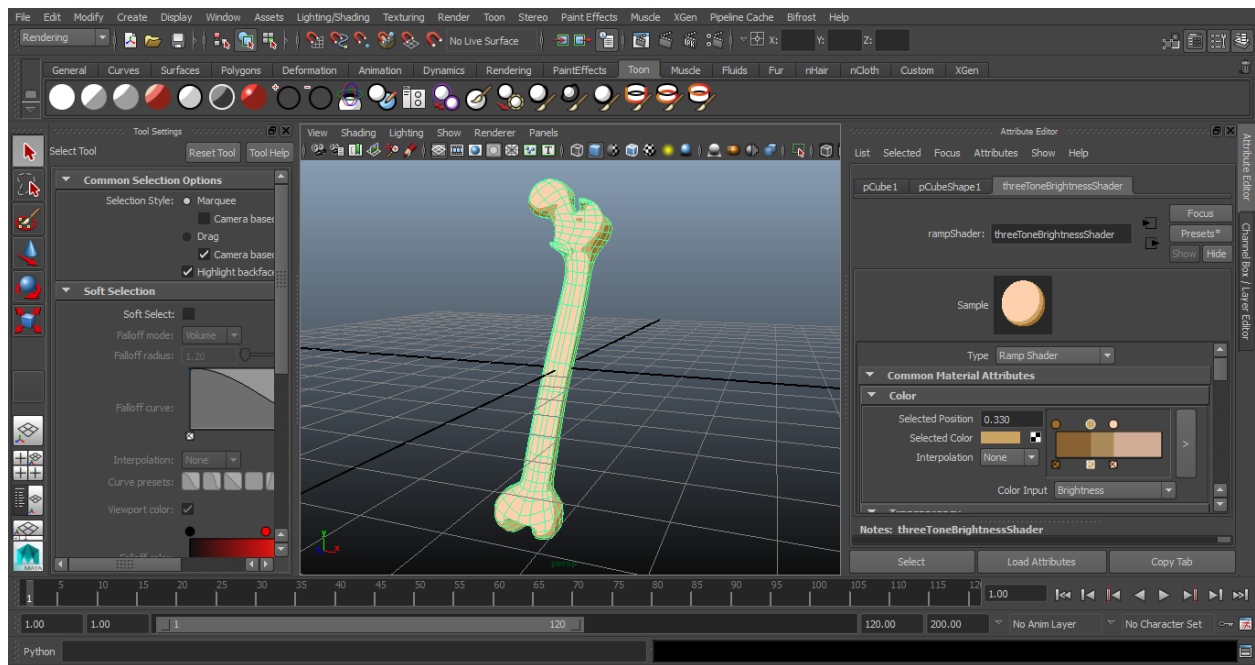 File Edit Modify Create Display Window Assets Lighting/Shading Texturing Render Toon Stereo Paint Effects Muscle XGen Pipeline Cache Bifrost Help
Rendering No Live Surface X: Y: Z:
General Curves Surfaces Polygons Deformation Animation Dynamics Rendering PaintEffects Toon Muscle Fluids Fur nHair nCloth Custom XGen
Tool Settings
Select Tool Reset Tool Tool Help
Common Selection Options
Selection Style: Marquee
Camera based
Drag
Camera based
Highlight backface
Soft Selection
Soft Select:
Falloff mode: Volume
Falloff radius: 1.20
Falloff curve:
Interpolation: None
Curve presets:
Viewport color:
MAYA
View Shading Lighting Show Renderer Panels
y
x
persp
Attribute Editor
List Selected Focus Attributes Show Help
pCube1 pCubeShape1 threeToneBrightnessShader
Focus
rampShader: threeToneBrightnessShader Presets*
Show Hide
Sample
Type Ramp Shader
Common Material Attributes
Color
Selected Position 0.330
Selected Color
Interpolation None
>
Color Input Brightness
Transparency
Notes: threeToneBrightnessShader
Select Load Attributes Copy Tab
Attribute Editor
Channel Box / Layer Editor
5 10 15 20 25 30 35 40 45 50 55 60 65 70 75 80 85 90 95 100 105 110 115 12
1 1.00
1.00 1.00 1 120 120.00 200.00 No Anim Layer No Character Set
Python